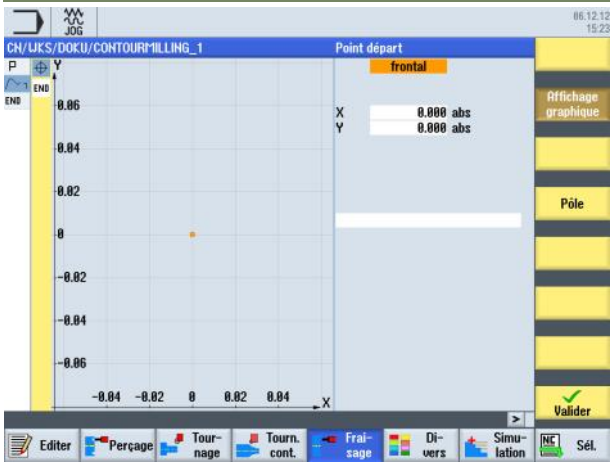 JOG
06.12.12
15:23
CN/WKS/DOKU/CONTOURMILLING_1
Point départ
P
END
END
Y
0.06
0.04
0.02
0
-0.02
-0.04
-0.06
-0.04 -0.02 0 0.02 0.04 X
frontal
X 0.000 abs
Y 0.000 abs
Affichage
graphique
Pôle
Valider
>
Editer
Perçage
Tour-
nage
Tourn.
cont.
Frai-
sage
Di-
vers
Simu-
lation
NC
Sél.